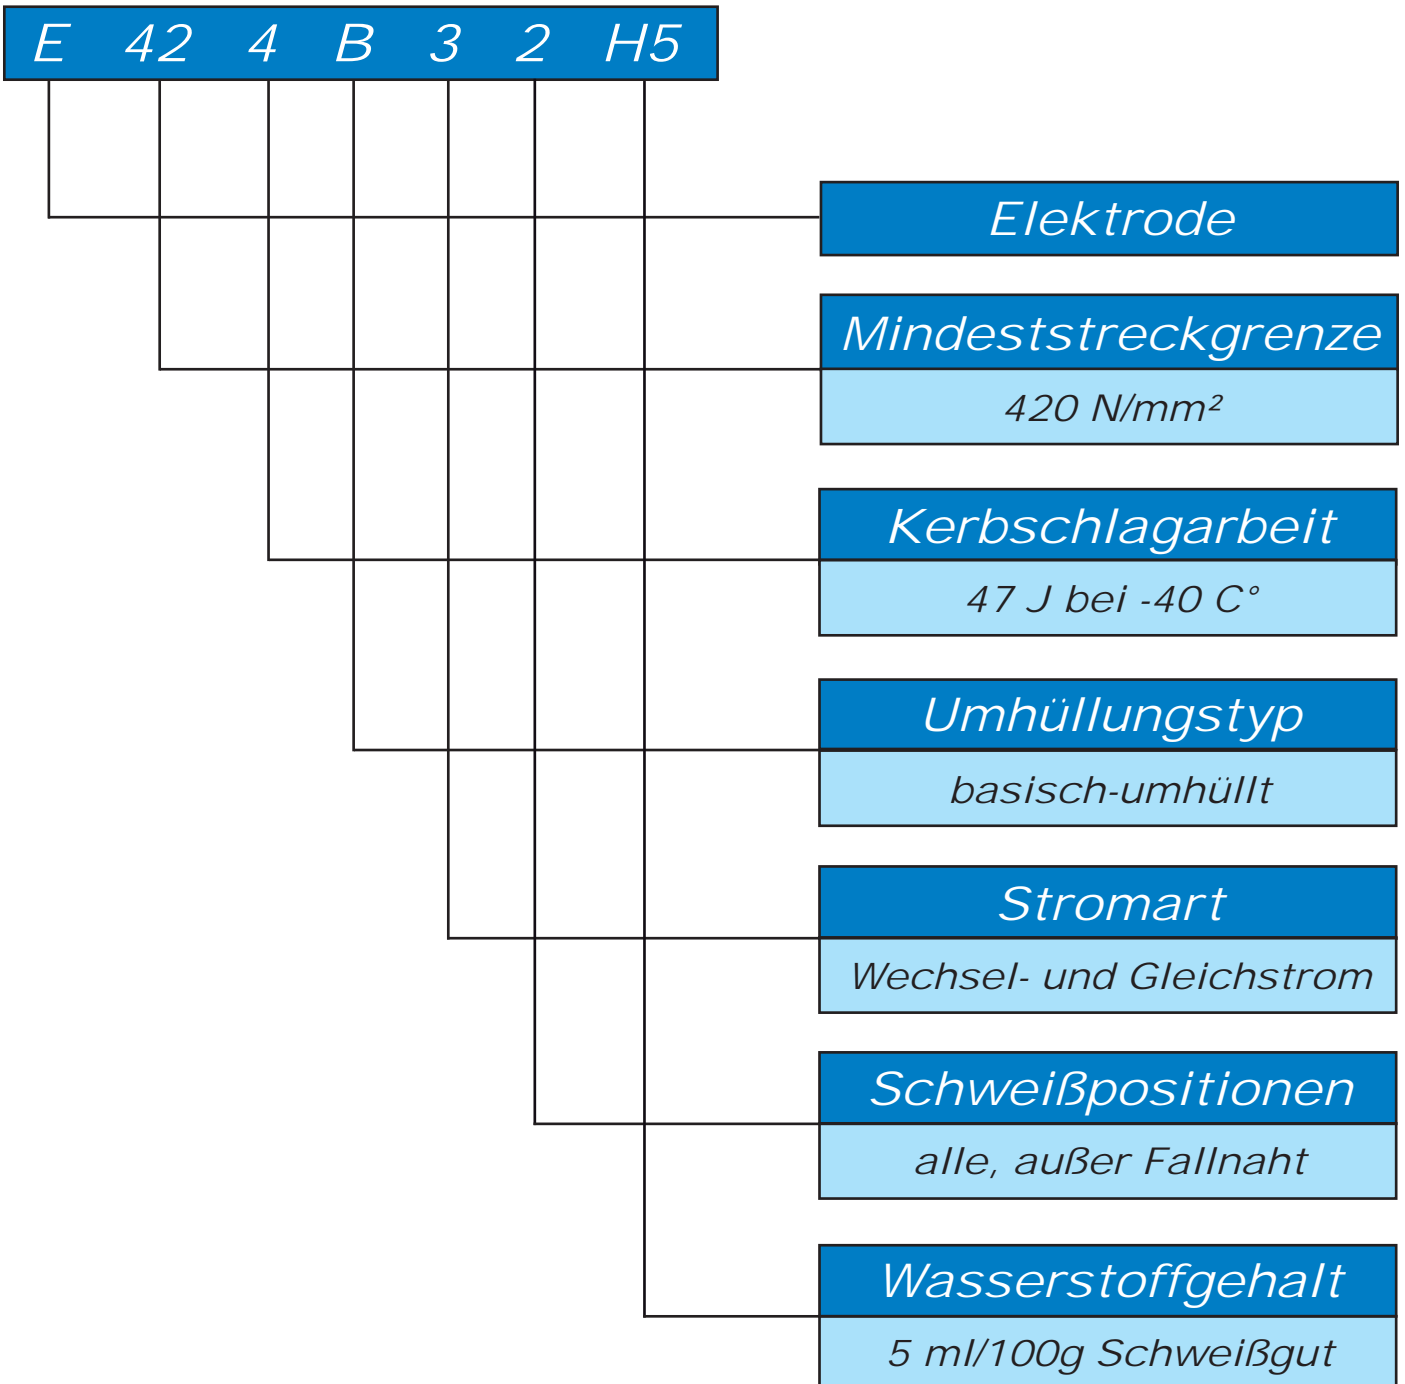 E 42 4 B 3 2 H5
Elektrode
Mindeststreckgrenze
420 N/mm²
Kerbschlagarbeit
47 J bei -40 C°
Umhüllungstyp
basisch-umhüllt
Stromart
Wechsel- und Gleichstrom
Schweißpositionen
alle, außer Fallnaht
Wasserstoffgehalt
5 ml/100g Schweißgut